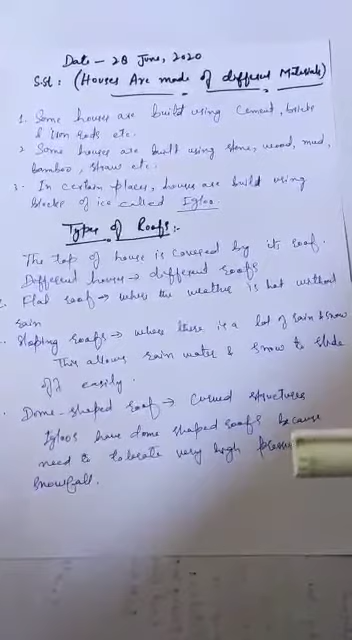 Date - 28 June, 2020
S.St : (Houses Are made of different Materials)
1. Some houses are build using cement, bricks
& iron rods etc.
2. Some houses are built using stone, wood, mud,
bamboo, straw etc.
3. In certain places, houses are build using
blocks of ice called Igloo
Types of Roofs:-
The top of house is covered by its roof.
Different houses → different roofs
Flat roof → when the weather is hot without
rain
Sloping roofs → where there is a lot of rain & snow
This allows rain water & snow to slide
off easily.
Dome-shaped roof → curved structures
Igloos have dome shaped roofs because
need to tolerate very high
snowfall.